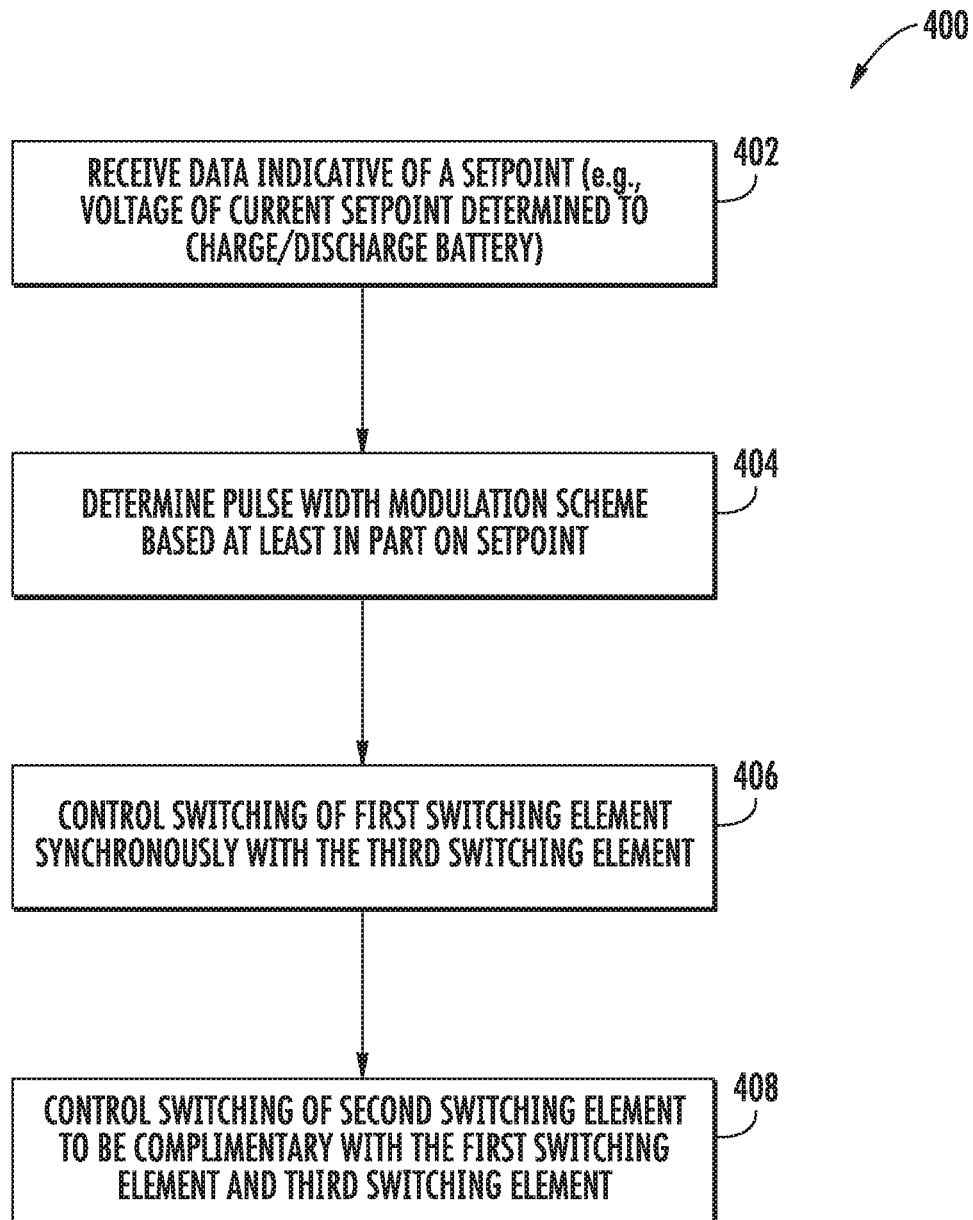 400
402
RECEIVE DATA INDICATIVE OF A SETPOINT (e.g.,
VOLTAGE OF CURRENT SETPOINT DETERMINED TO
CHARGE/DISCHARGE BATTERY)
404
DETERMINE PULSE WIDTH MODULATION SCHEME
BASED AT LEAST IN PART ON SETPOINT
406
CONTROL SWITCHING OF FIRST SWITCHING ELEMENT
SYNCHRONOUSLY WITH THE THIRD SWITCHING ELEMENT
408
CONTROL SWITCHING OF SECOND SWITCHING ELEMENT
TO BE COMPLIMENTARY WITH THE FIRST SWITCHING
ELEMENT AND THIRD SWITCHING ELEMENT